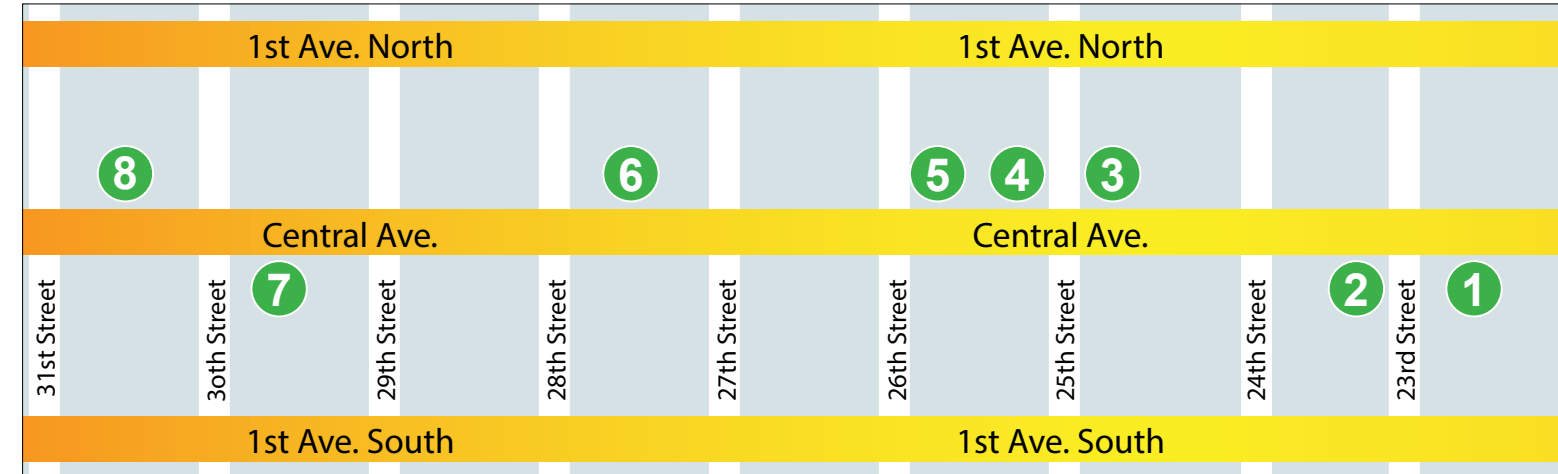 1st Ave. North 1st Ave. North
8 6 5 4 3
Central Ave. Central Ave.
7 2 1
31st Street
3oth Street
29th Street
28th Street
27th Street
26th Street
25th Street
24th Street
23rd Street
1st Ave. South 1st Ave. South